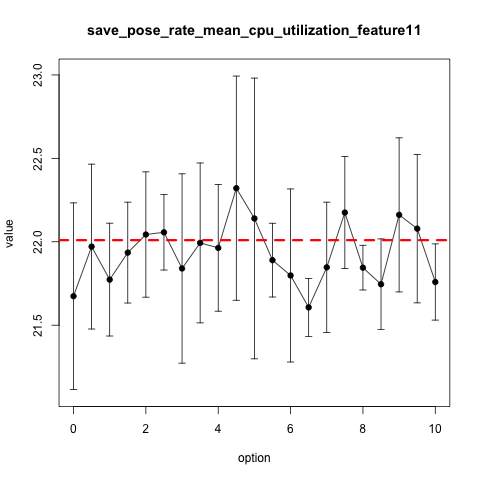 save_pose_rate_mean_cpu_utilization_feature11
value
23.0
22.5
22.0
21.5
0 2 4 6 8 10
option